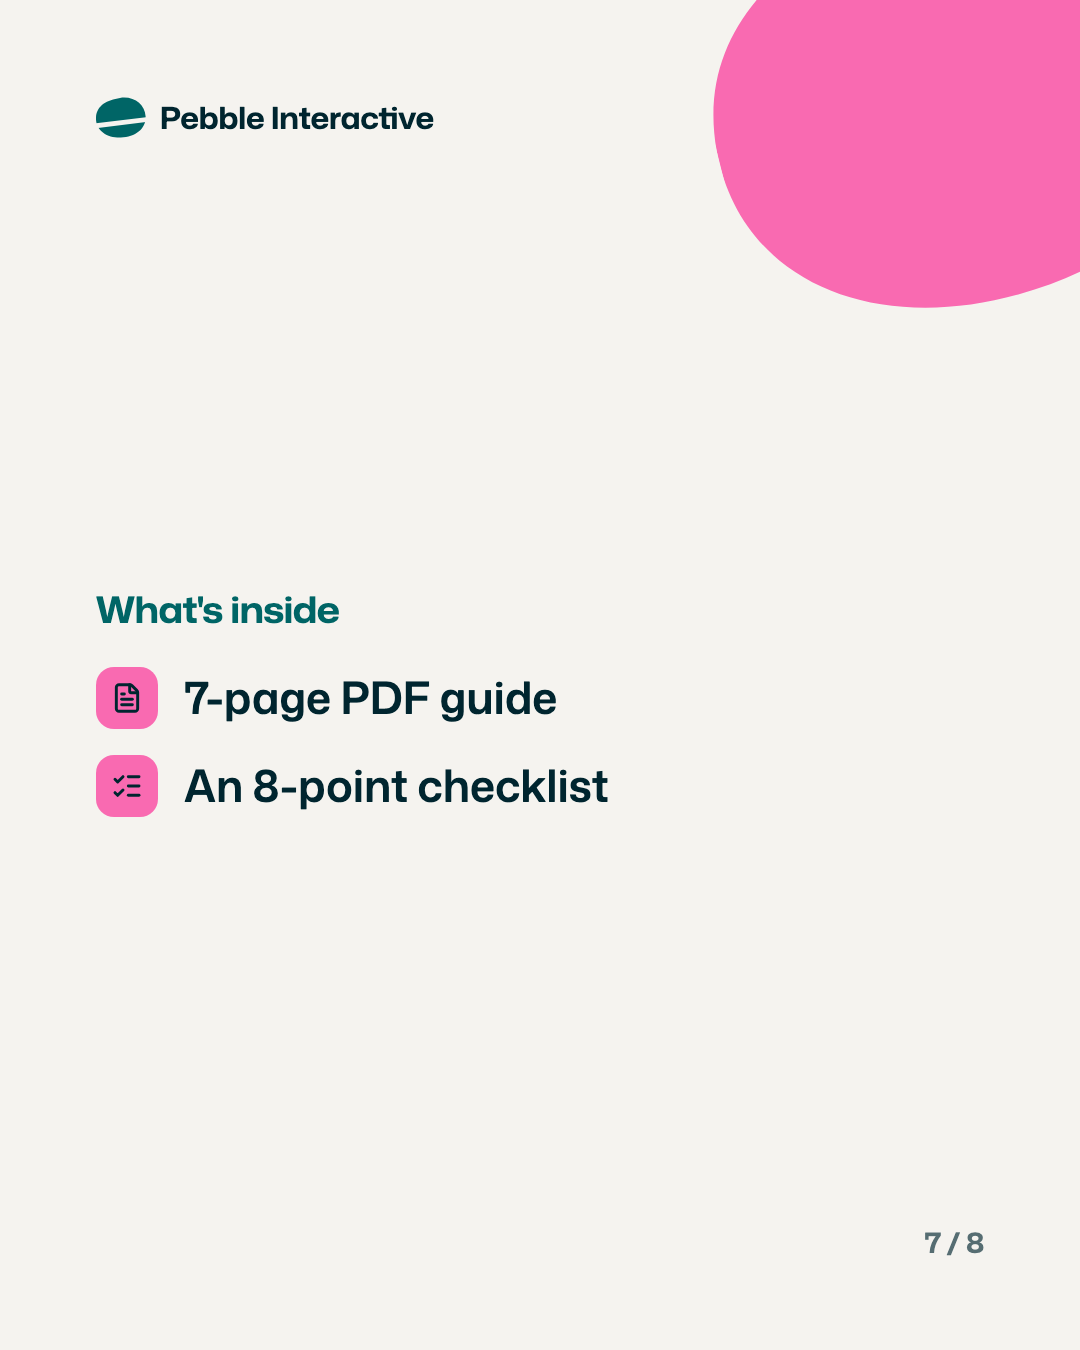 Pebble Interactive
What's inside
7-page PDF guide
An 8-point checklist
7 / 8